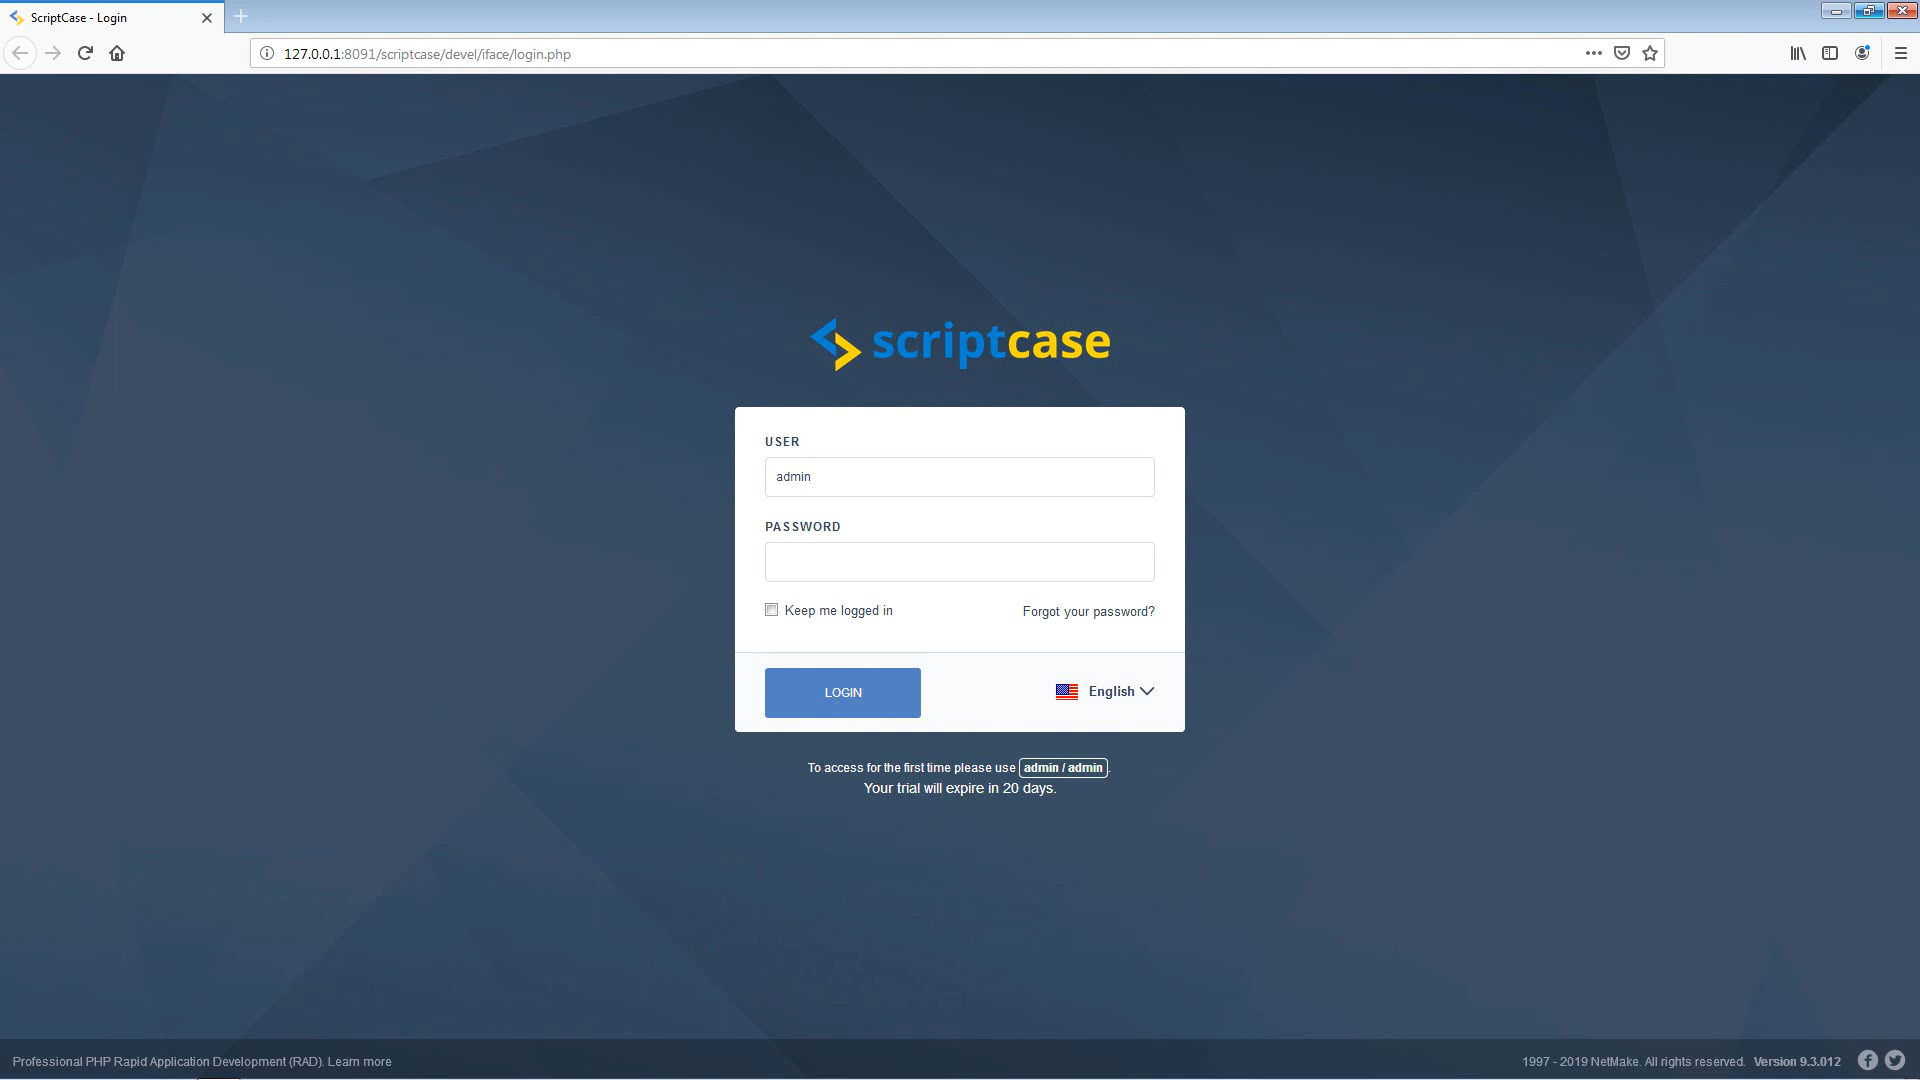 ScriptCase - Login
127.0.0.1:8091/scriptcase/devel/iface/login.php
scriptcase
USER
admin
PASSWORD
Keep me logged in
Forgot your password?
LOGIN
English
To access for the first time please use admin / admin.
Your trial will expire in 20 days.
Professional PHP Rapid Application Development (RAD). Learn more
1997 - 2019 NetMake. All rights reserved. Version 9.3.012